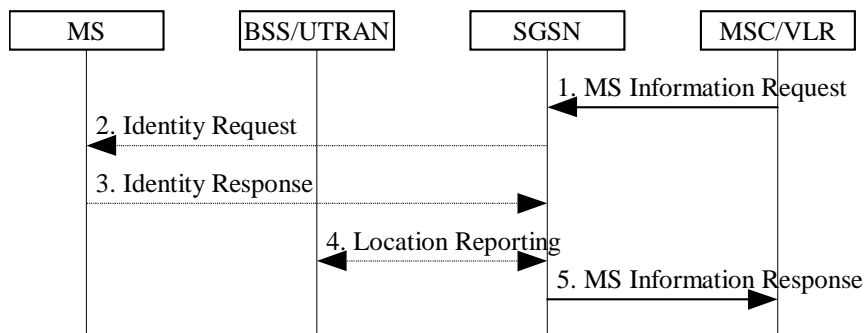 MS BSS/UTRAN SGSN MSC/VLR
1. MS Information Request
2. Identity Request
3. Identity Response
4. Location Reporting
5. MS Information Response